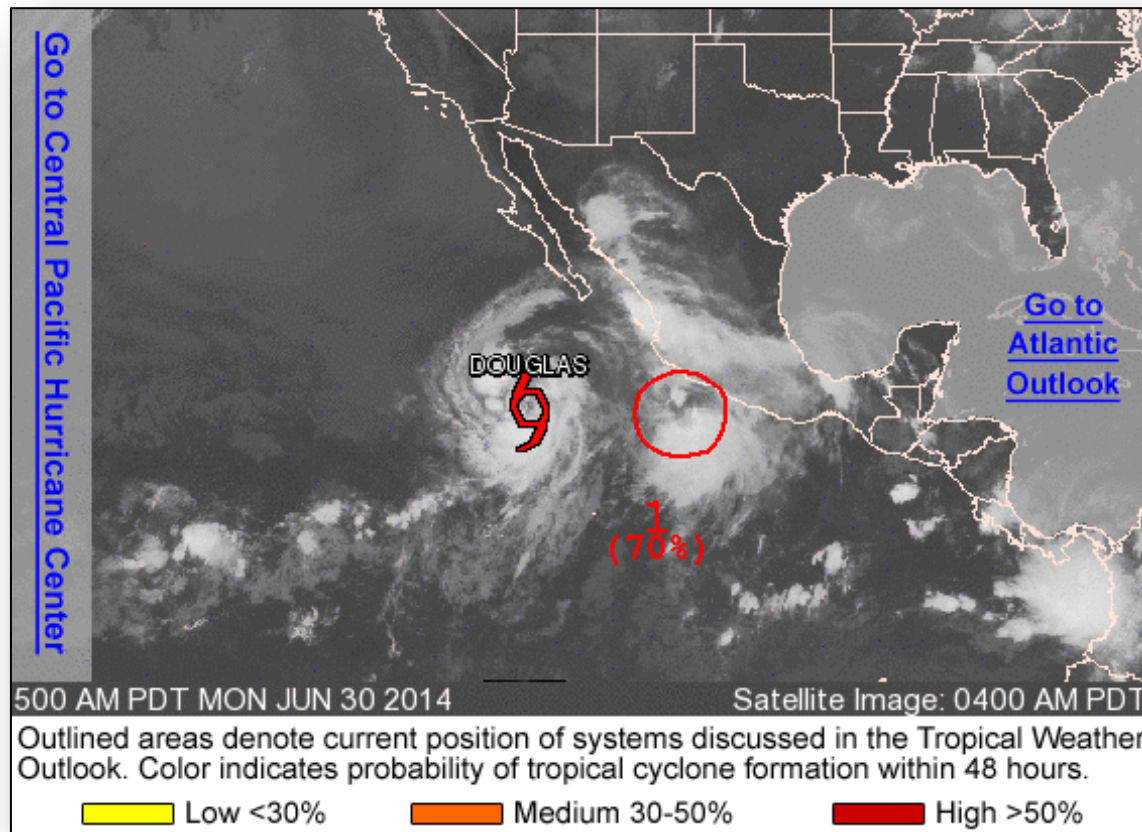 Go to Central Pacific Hurricane Center
DOUGLAS
Go to
Atlantic
Outlook
1
(70%)
500 AM PDT MON JUN 30 2014
Satellite Image: 0400 AM PDT
Outlined areas denote current position of systems discussed in the Tropical Weather
Outlook. Color indicates probability of tropical cyclone formation within 48 hours.
Low <30%
Medium 30-50%
High >50%